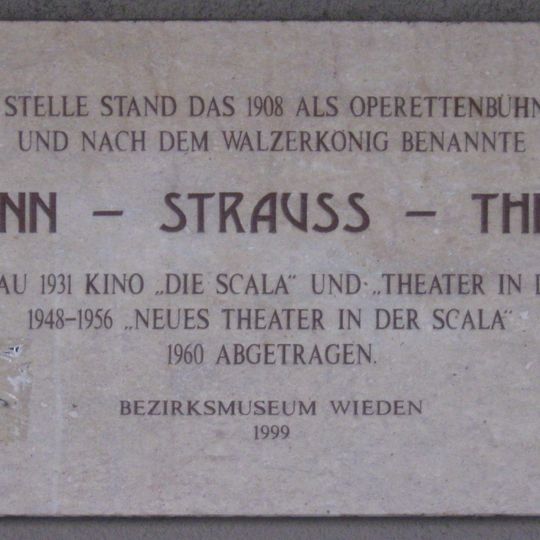 STELLE STAND DAS 1908 ALS OPERETTENBÜHN
UND NACH DEM WALZERKÖNIG BENANNTE
NN – STRAUSS – TH
AU 1931 KINO „DIE SCALA“ UND „THEATER IN
1948–1956 „NEUES THEATER IN DER SCALA“
1960 ABGETRAGEN.
BEZIRKSMUSEUM WIEDEN
1999